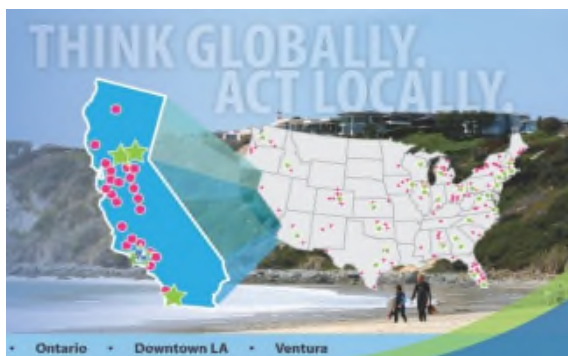 THINK GLOBALLY.
ACT LOCALLY.
• Ontario • Downtown LA • Ventura